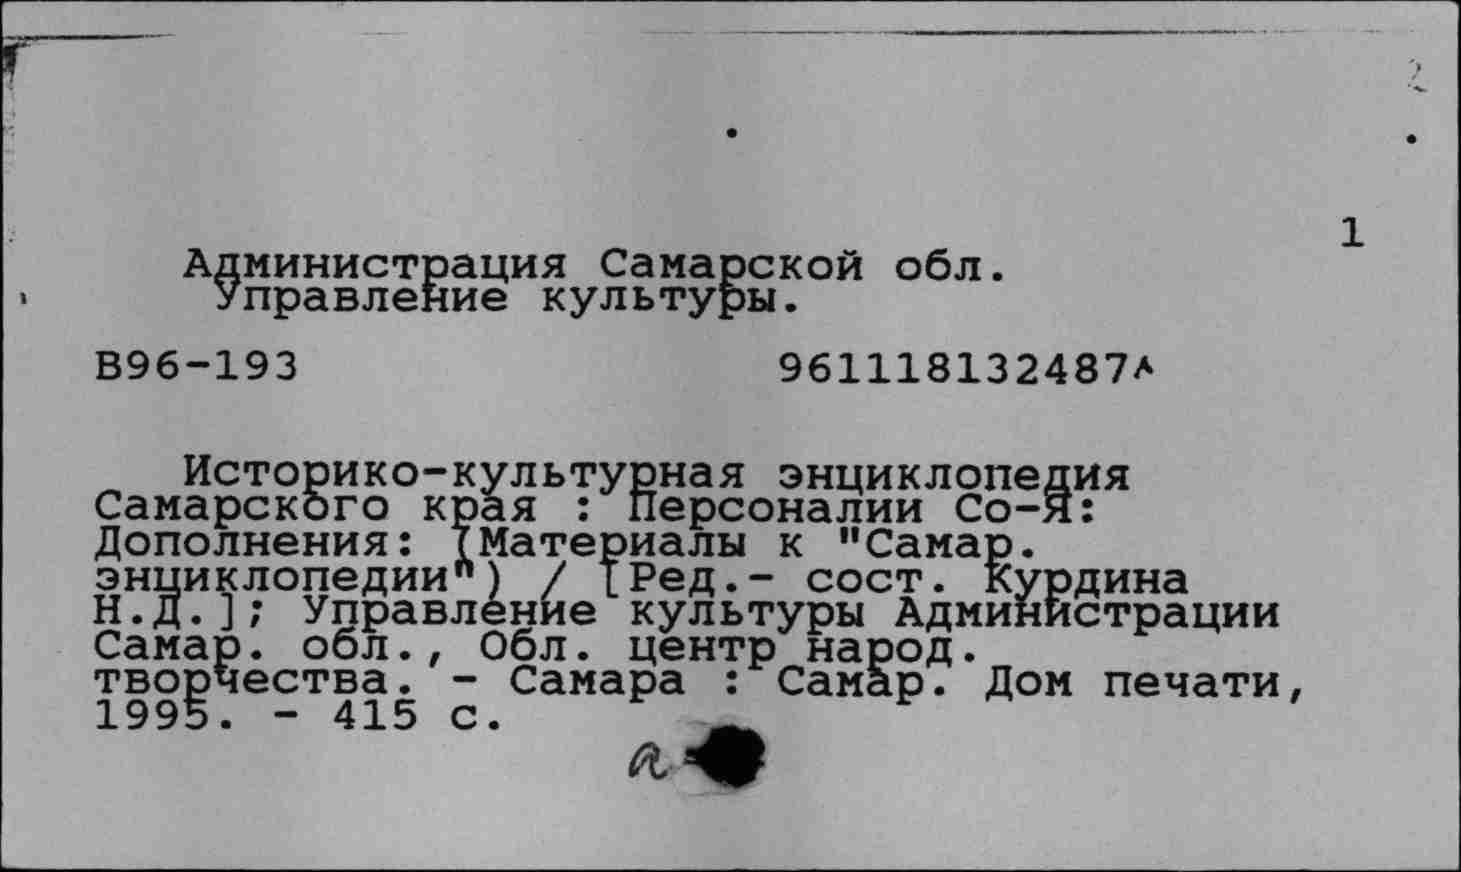 1
Администрация Самарской обл.
Управление культуры.
В96-193 961118132487
Историко-культурная энциклопедия
Самарского края : Персоналии Со-Я:
Дополнения: (Материалы к "Самар.
энциклопедии") / [Ред.- сост. Курдина
Н.Д.]; Управление культуры Администрации
Самар. обл., Обл. центр народ.
творчества. - Самара : Самар. Дом печати,
1995. - 415 с.